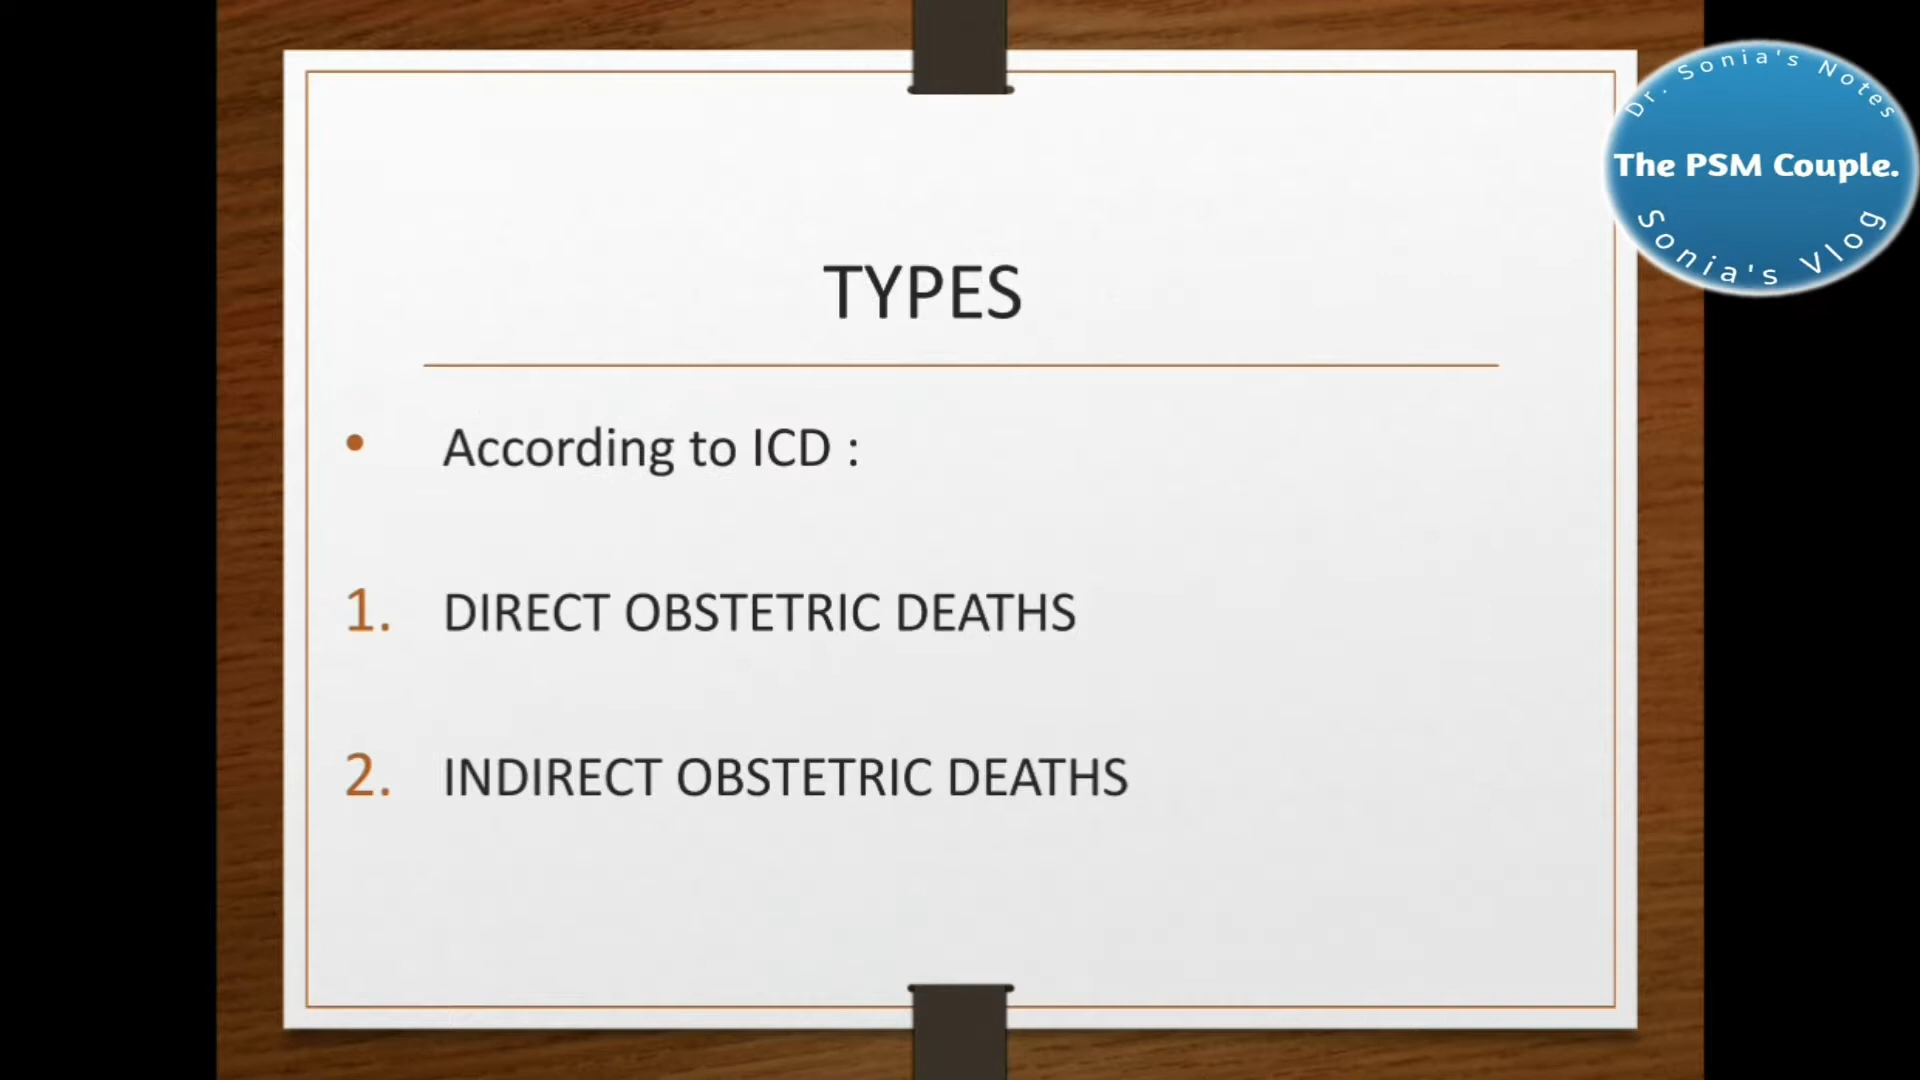 Dr. Sonia's Notes
The PSM Couple.
Sonia's Vlog
TYPES
• According to ICD :
1. DIRECT OBSTETRIC DEATHS
2. INDIRECT OBSTETRIC DEATHS